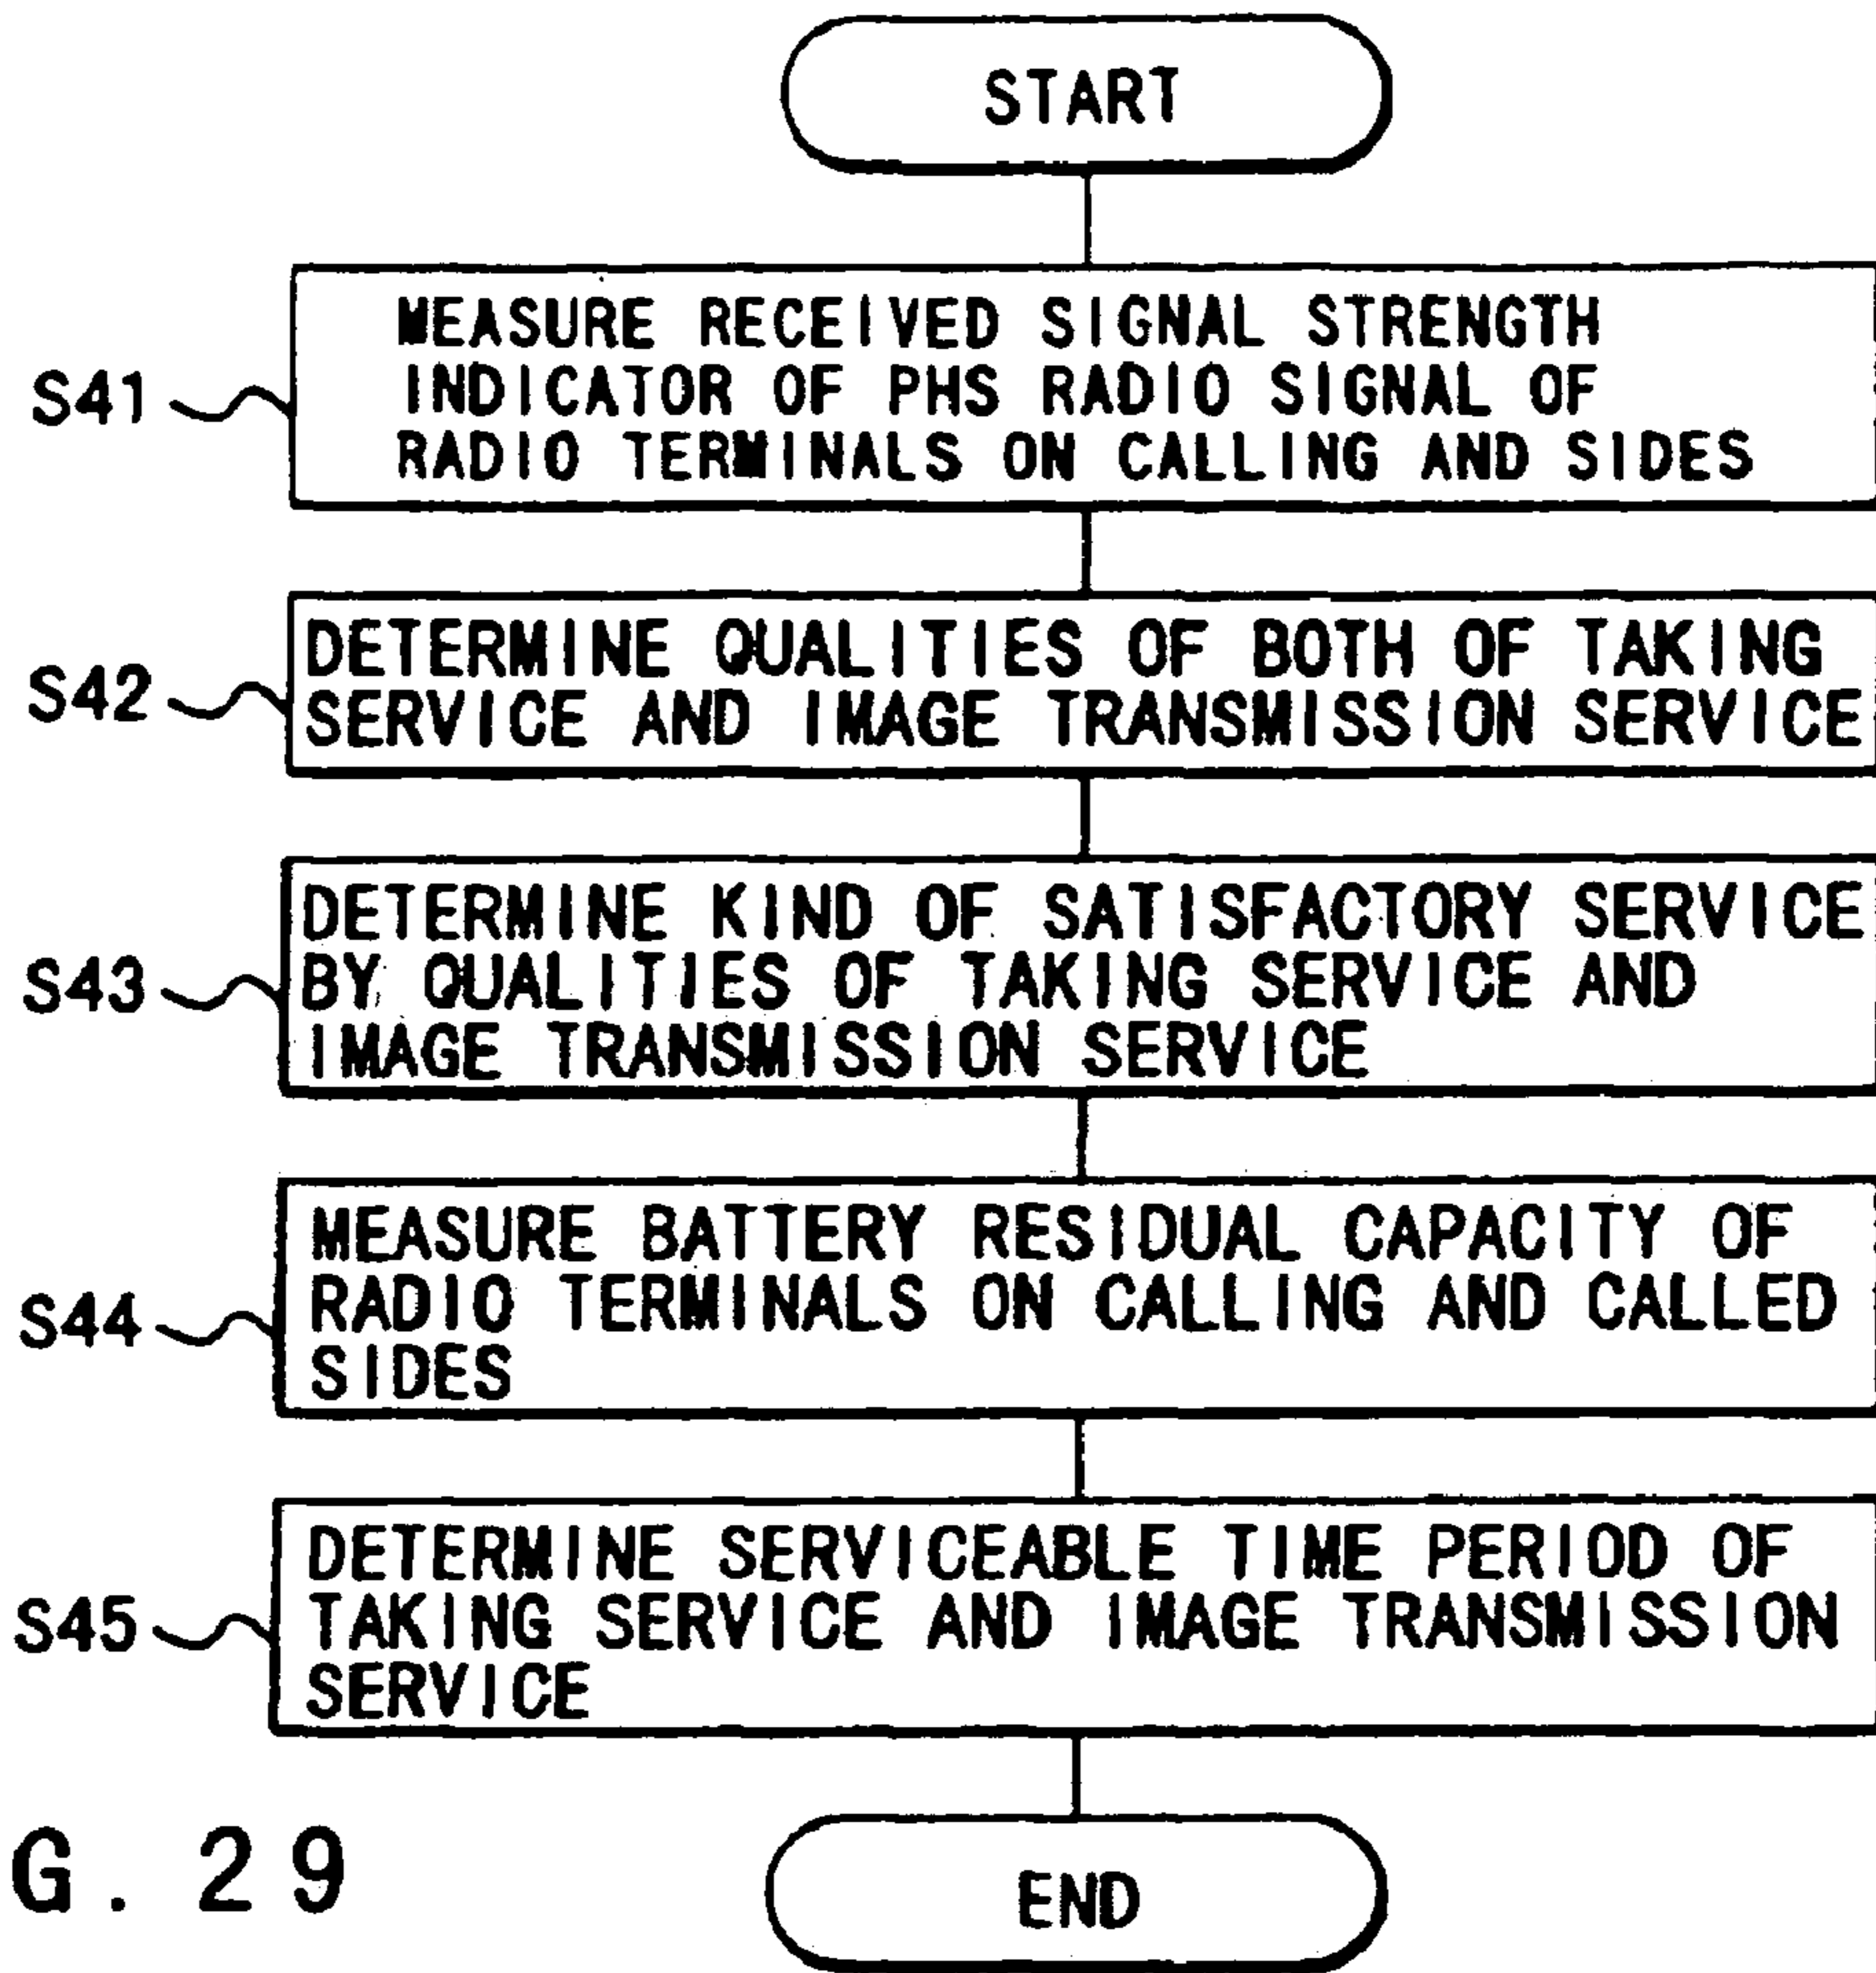 START
S41
MEASURE RECEIVED SIGNAL STRENGTH
INDICATOR OF PHS RADIO SIGNAL OF
RADIO TERMINALS ON CALLING AND SIDES
S42
DETERMINE QUALITIES OF BOTH OF TAKING
SERVICE AND IMAGE TRANSMISSION SERVICE
S43
DETERMINE KIND OF SATISFACTORY SERVICE
BY QUALITIES OF TAKING SERVICE AND
IMAGE TRANSMISSION SERVICE
S44
MEASURE BATTERY RESIDUAL CAPACITY OF
RADIO TERMINALS ON CALLING AND CALLED
SIDES
S45
DETERMINE SERVICEABLE TIME PERIOD OF
TAKING SERVICE AND IMAGE TRANSMISSION
SERVICE
END
G. 29